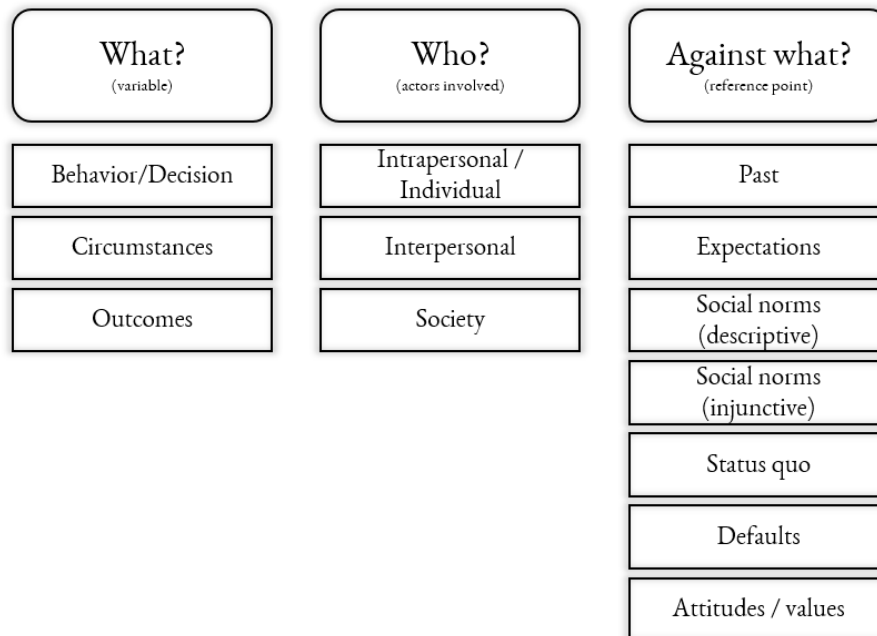 What?
(variable)
Behavior/Decision
Circumstances
Outcomes
Who?
(actors involved)
Intrapersonal /
Individual
Interpersonal
Society
Against what?
(reference point)
Past
Expectations
Social norms
(descriptive)
Social norms
(injunctive)
Status quo
Defaults
Attitudes / values